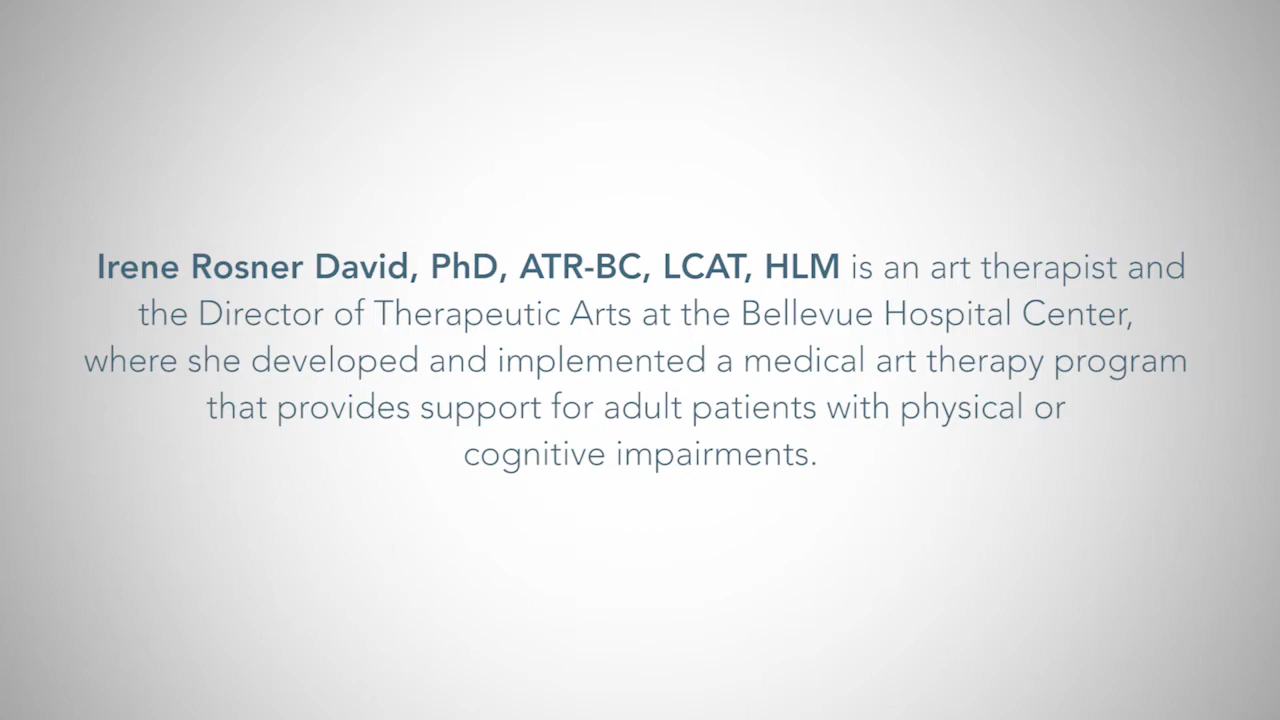 Irene Rosner David, PhD, ATR-BC, LCAT, HLM is an art therapist and
the Director of Therapeutic Arts at the Bellevue Hospital Center,
where she developed and implemented a medical art therapy program
that provides support for adult patients with physical or
cognitive impairments.